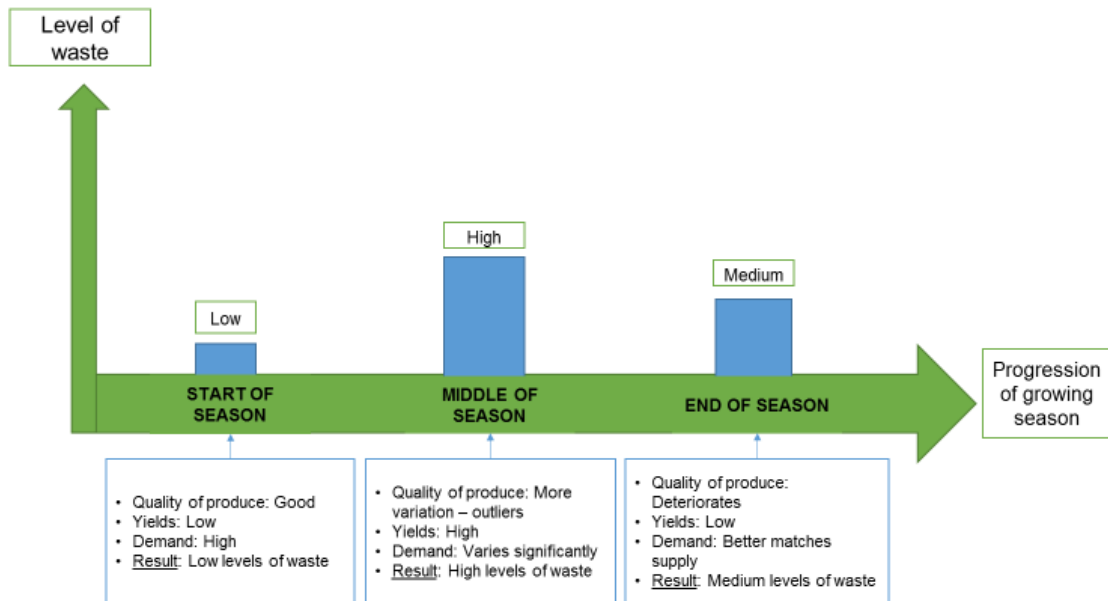 Level of
waste
High
Medium
Low
START OF
SEASON
MIDDLE OF
SEASON
END OF SEASON
Progression
of growing
season
• Quality of produce: Good
• Yields: Low
• Demand: High
• Result: Low levels of waste
• Quality of produce: More
variation – outliers
• Yields: High
• Demand: Varies significantly
• Result: High levels of waste
• Quality of produce:
Deteriorates
• Yields: Low
• Demand: Better matches
supply
• Result: Medium levels of waste